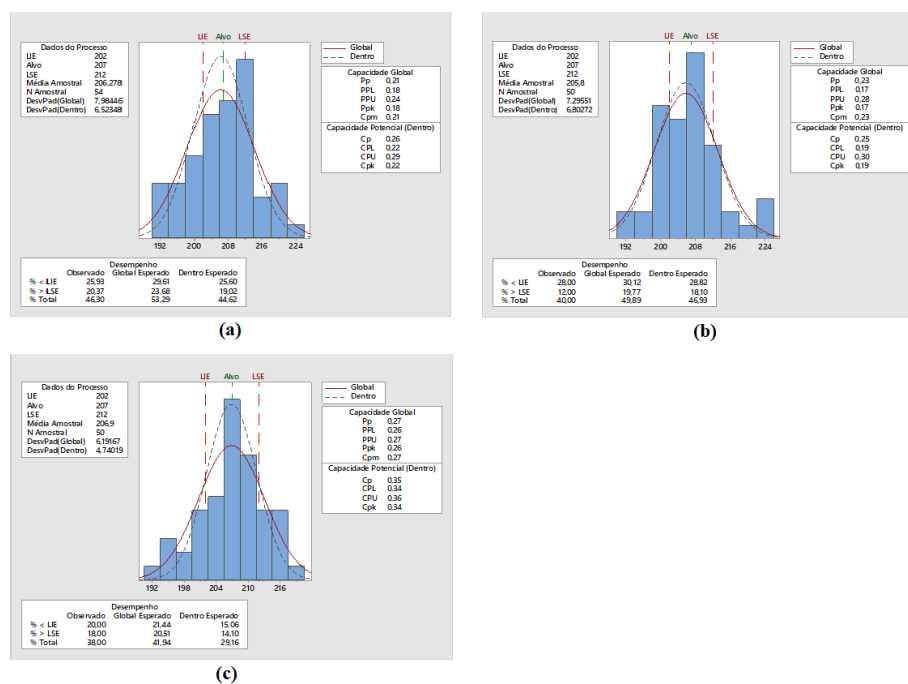 LIE Alvo LSE
Dados do Processo
LIE 202
Alvo 207
LSE 212
Média Amostral 206,278
N Amostral 54
DesvPad(Global) 7,98446
DesvPad(Dentro) 6,52348
Global
Dentro
Capacidade Global
Pp 0,21
PPL 0,18
PPU 0,24
Ppk 0,18
Cpm 0,21
Capacidade Potencial (Dentro)
Cp 0,26
CPL 0,22
CPU 0,29
Cpk 0,22
192 200 208 216 224
Desempenho
Observado Global Esperado Dentro Esperado
% < LIE 25,93 29,61 25,60
% > LSE 20,37 23,68 19,02
% Total 46,30 53,29 44,62
(a)
LIE Alvo LSE
Dados do Processo
LIE 202
Alvo 207
LSE 212
Média Amostral 205,8
N Amostral 50
DesvPad(Global) 7,29551
DesvPad(Dentro) 6,80272
Global
Dentro
Capacidade Global
Pp 0,23
PPL 0,17
PPU 0,28
Ppk 0,17
Cpm 0,23
Capacidade Potencial (Dentro)
Cp 0,25
CPL 0,19
CPU 0,30
Cpk 0,19
192 200 208 216 224
Desempenho
Observado Global Esperado Dentro Esperado
% < LIE 28,00 30,12 28,82
% > LSE 12,00 19,77 18,10
% Total 40,00 49,89 46,93
(b)
LIE Alvo LSE
Dados do Processo
LIE 202
Alvo 207
LSE 212
Média Amostral 206,9
N Amostral 50
DesvPad(Global) 6,19167
DesvPad(Dentro) 4,74019
Global
Dentro
Capacidade Global
Pp 0,27
PPL 0,26
PPU 0,27
Ppk 0,26
Cpm 0,27
Capacidade Potencial (Dentro)
Cp 0,35
CPL 0,34
CPU 0,36
Cpk 0,34
192 198 204 210 216
Desempenho
Observado Global Esperado Dentro Esperado
% < LIE 20,00 21,44 15,06
% > LSE 18,00 20,51 14,10
% Total 38,00 41,94 29,16
(c)